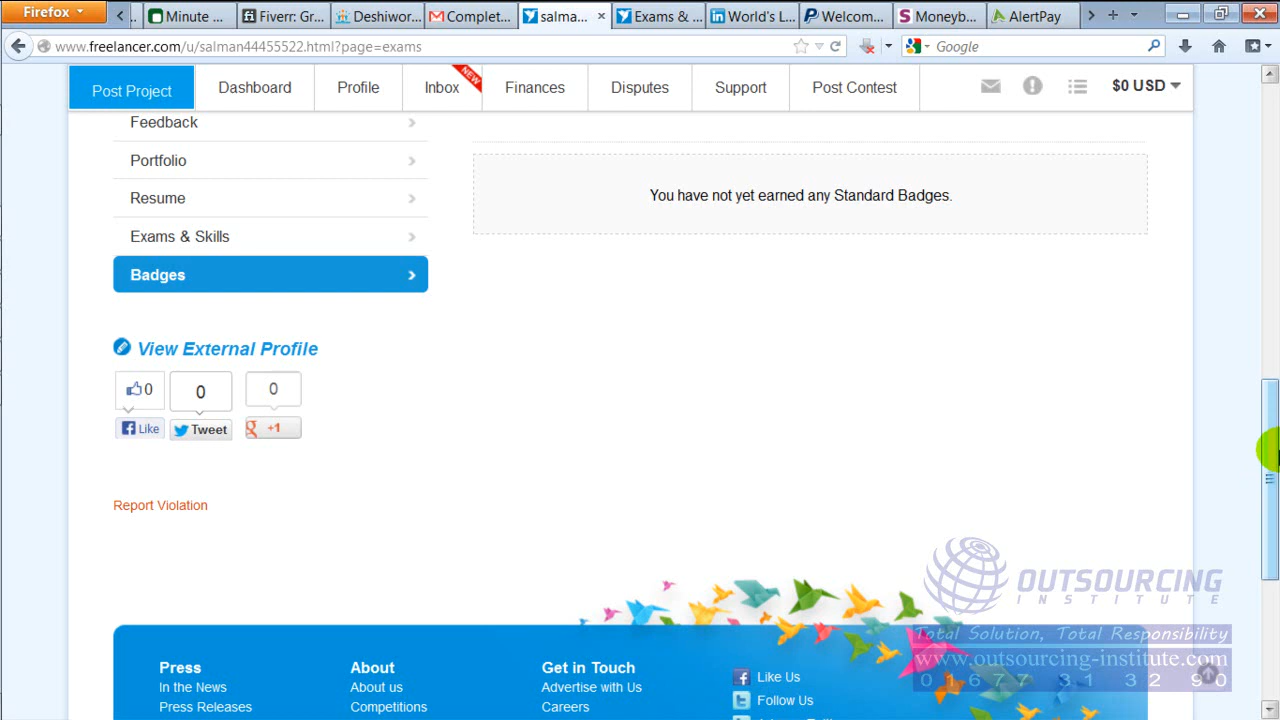 Firefox
Minute ...
Fiverr: Gr...
Deshiwor...
Complet...
salma...
Exams & ...
World's L...
Welcom...
Moneyb...
AlertPay
www.freelancer.com/u/salman44455522.html?page=exams
Google
Post Project
Dashboard
Profile
Inbox
NEW
Finances
Disputes
Support
Post Contest
$0 USD
Feedback
Portfolio
Resume
Exams & Skills
Badges
You have not yet earned any Standard Badges.
View External Profile
0
0
0
Like
Tweet
+1
Report Violation
OUTSOURCING
INSTITUTE
Total Solution, Total Responsibility
www.outsourcing-institute.com
01677 31 32 90
Press
About
Get in Touch
Like Us
In the News
About us
Advertise with Us
Follow Us
Press Releases
Competitions
Careers